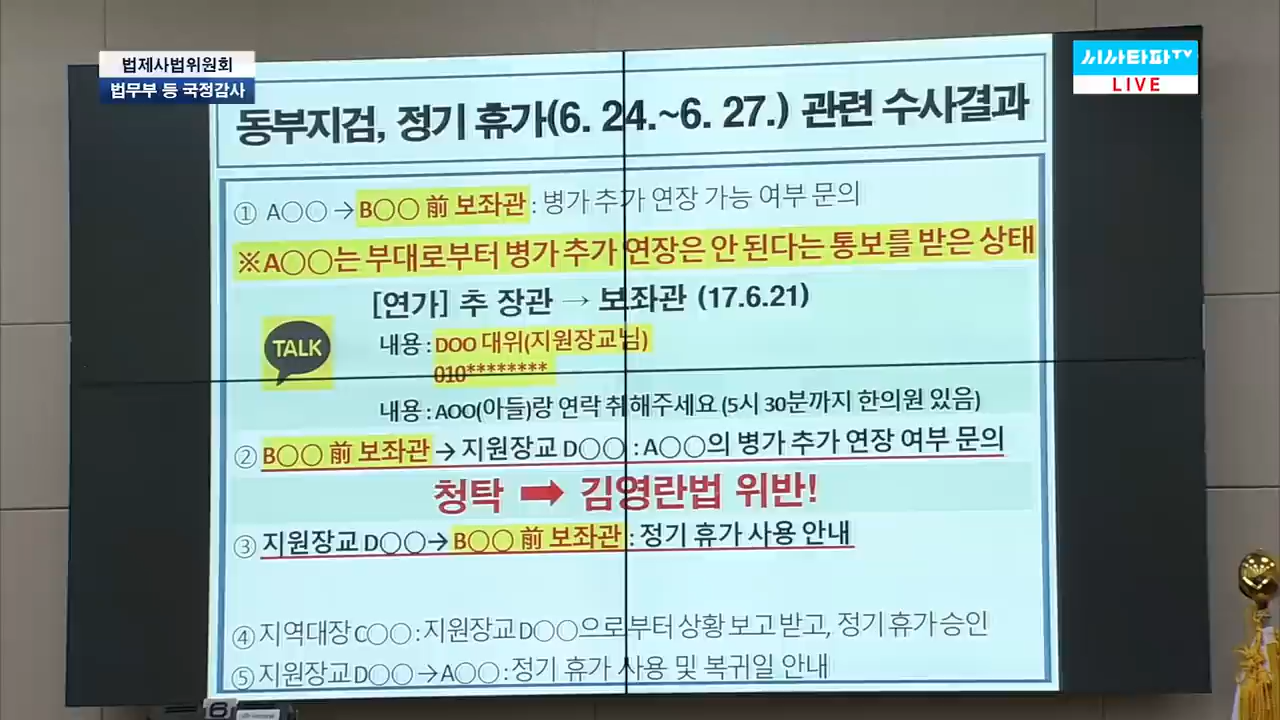 법제사법위원회
법무부 등 국정감사
시사타파TV
LIVE
동부지검, 정기 휴가(6. 24.~6. 27.) 관련 수사결과
① A○○ → B○○ 前 보좌관 : 병가 추가 연장 가능 여부 문의
※A○○는 부대로부터 병가 추가 연장은 안 된다는 통보를 받은 상태
[연가] 추 장관 → 보좌관 (17.6.21)
TALK
내용 : DOO 대위(지원장교님)
010********
내용 : AOO(아들)랑 연락 취해주세요 (5시 30분까지 한의원 있음)
② B○○ 前 보좌관 → 지원장교 D○○ : A○○의 병가 추가 연장 여부 문의
청탁 ➡ 김영란법 위반!
③ 지원장교 D○○→ B○○ 前 보좌관 : 정기 휴가 사용 안내
④ 지역대장 C○○ : 지원장교 D○○으로부터 상황 보고 받고, 정기 휴가 승인
⑤ 지원장교 D○○→A○○ : 정기 휴가 사용 및 복귀일 안내
6